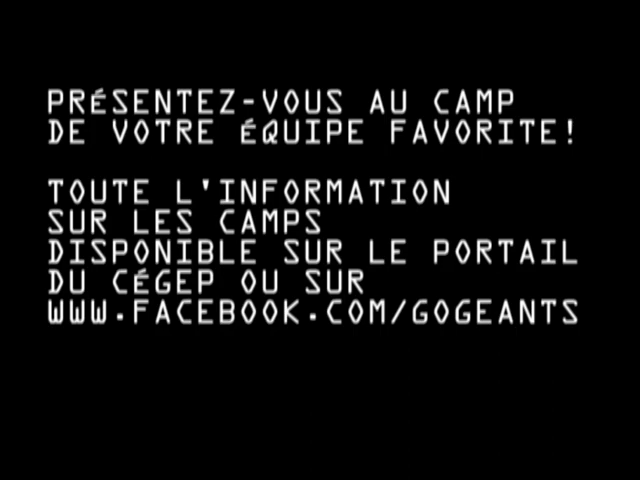 PRÉSENTEZ-VOUS AU CAMP
DE VOTRE ÉQUIPE FAVORITE!
TOUTE L'INFORMATION
SUR LES CAMPS
DISPONIBLE SUR LE PORTAIL
DU CÉGEP OU SUR
WWW.FACEBOOK.COM/GOGEANTS